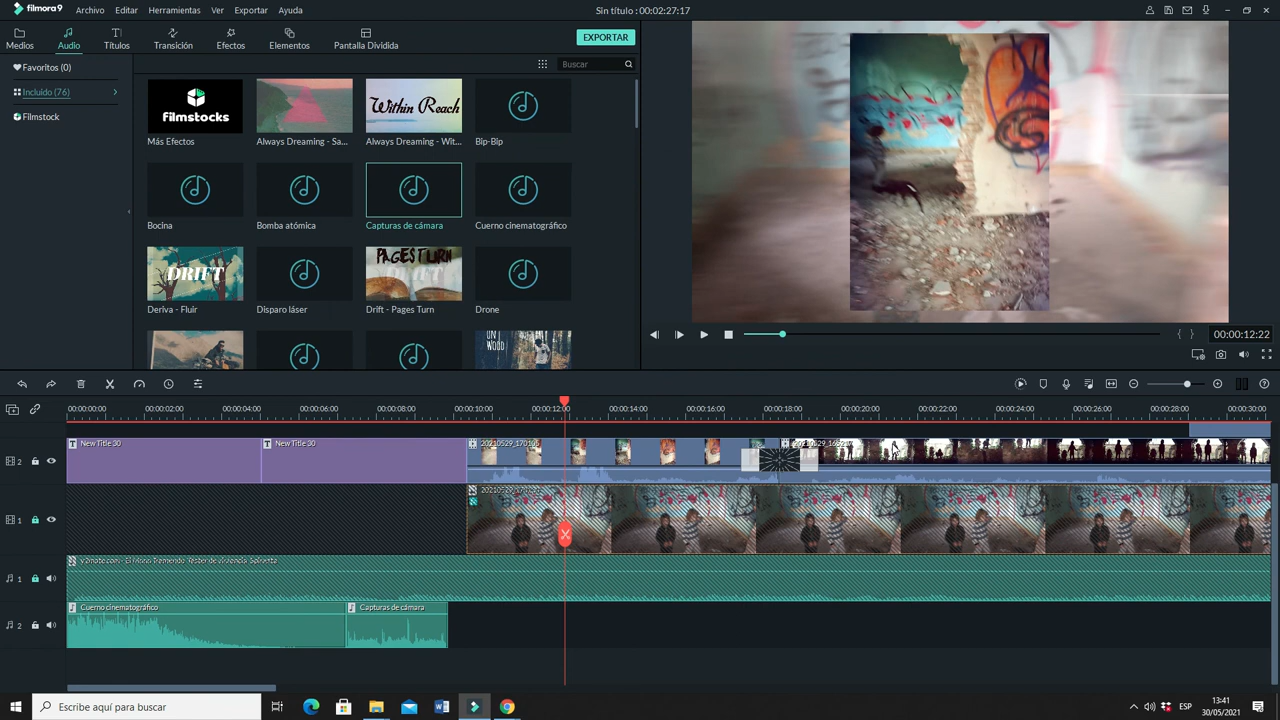 filmora9 Archivo Editar Herramientas Ver Exportar Ayuda Sin título : 00:02:27:17
Medios Audio Títulos Transición Efectos Elementos Pantalla Dividida EXPORTAR
Favoritos (0)
Incluido (76)
Filmstock
Buscar
filmstocks
Within Reach
Más Efectos Always Dreaming - Sa... Always Dreaming - Wit... Bip-Bip
Bocina Bomba atómica Capturas de cámara Cuerno cinematográfico
DRIFT
PAGES TURN
Deriva - Fluir Disparo láser Drift - Pages Turn Drone
WOOD
{ } 00:00:12:22
00:00:00:00 00:00:02:00 00:00:04:00 00:00:06:00 00:00:08:00 00:00:10:00 00:00:12:00 00:00:14:00 00:00:16:00 00:00:18:00 00:00:20:00 00:00:22:00 00:00:24:00 00:00:26:00 00:00:28:00 00:00:30:00
2 T New Title 30 T New Title 30 20210529_170105
1
1
2 Cuerno cinematográfico Capturas de cámara
Escribe aquí para buscar
ESP
13:41
30/05/2021